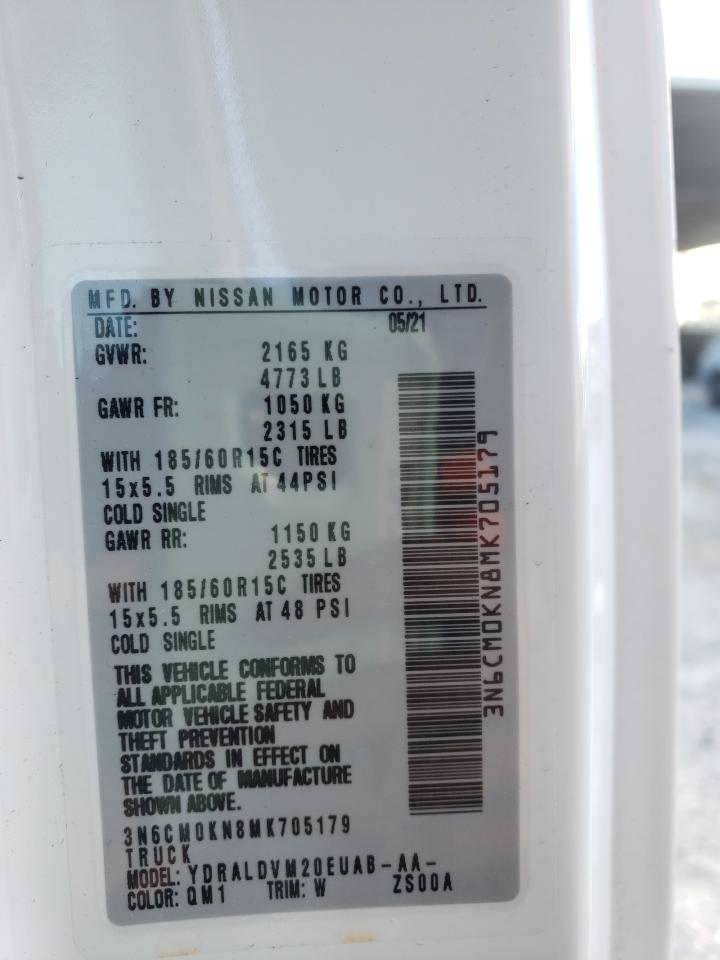 MFD. BY NISSAN MOTOR CO., LTD.
DATE: 05/21
GVWR: 2165 KG
4773 LB
GAWR FR: 1050 KG
2315 LB
WITH 185/60R15C TIRES
15x5.5 RIMS AT 44PSI
COLD SINGLE
GAWR RR: 1150 KG
2535 LB
WITH 185/60R15C TIRES
15x5.5 RIMS AT 48 PSI
COLD SINGLE
THIS VEHICLE CONFORMS TO
ALL APPLICABLE FEDERAL
MOTOR VEHICLE SAFETY AND
THEFT PREVENTION
STANDARDS IN EFFECT ON
THE DATE OF MANUFACTURE
SHOWN ABOVE.
3N6CM0KN8MK705179
TRUCK
MODEL: YDRALDVM20EUAB-AA-
COLOR: QM1 TRIM: W ZS00A
3N6CM0KN8MK705179